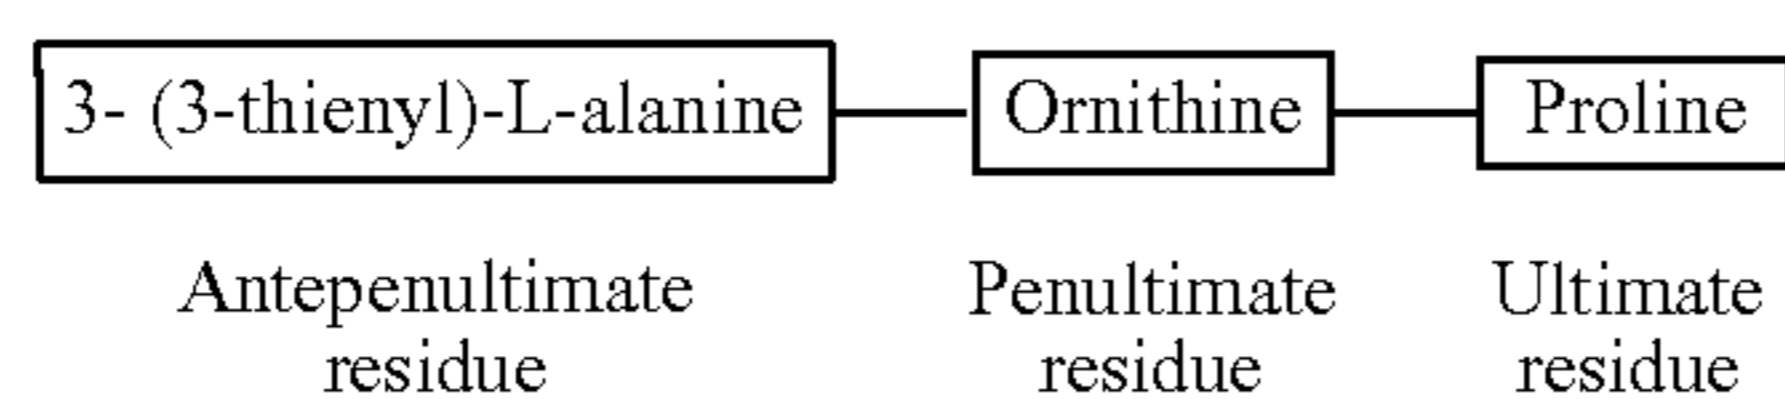 3- (3-thienyl)-L-alanine
Ornithine
Proline
Antepenultimate
residue
Penultimate
residue
Ultimate
residue